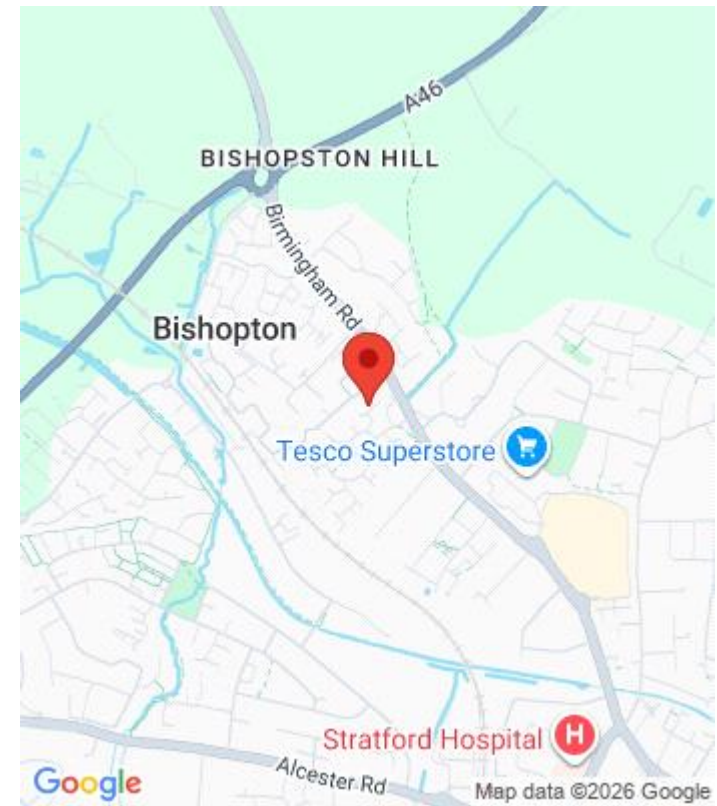 A46
BISHOPSTON HILL
Birmingham Rd
Bishopton
Tesco Superstore
Stratford Hospital
H
Alcester Rd
Google
Map data ©2026 Google